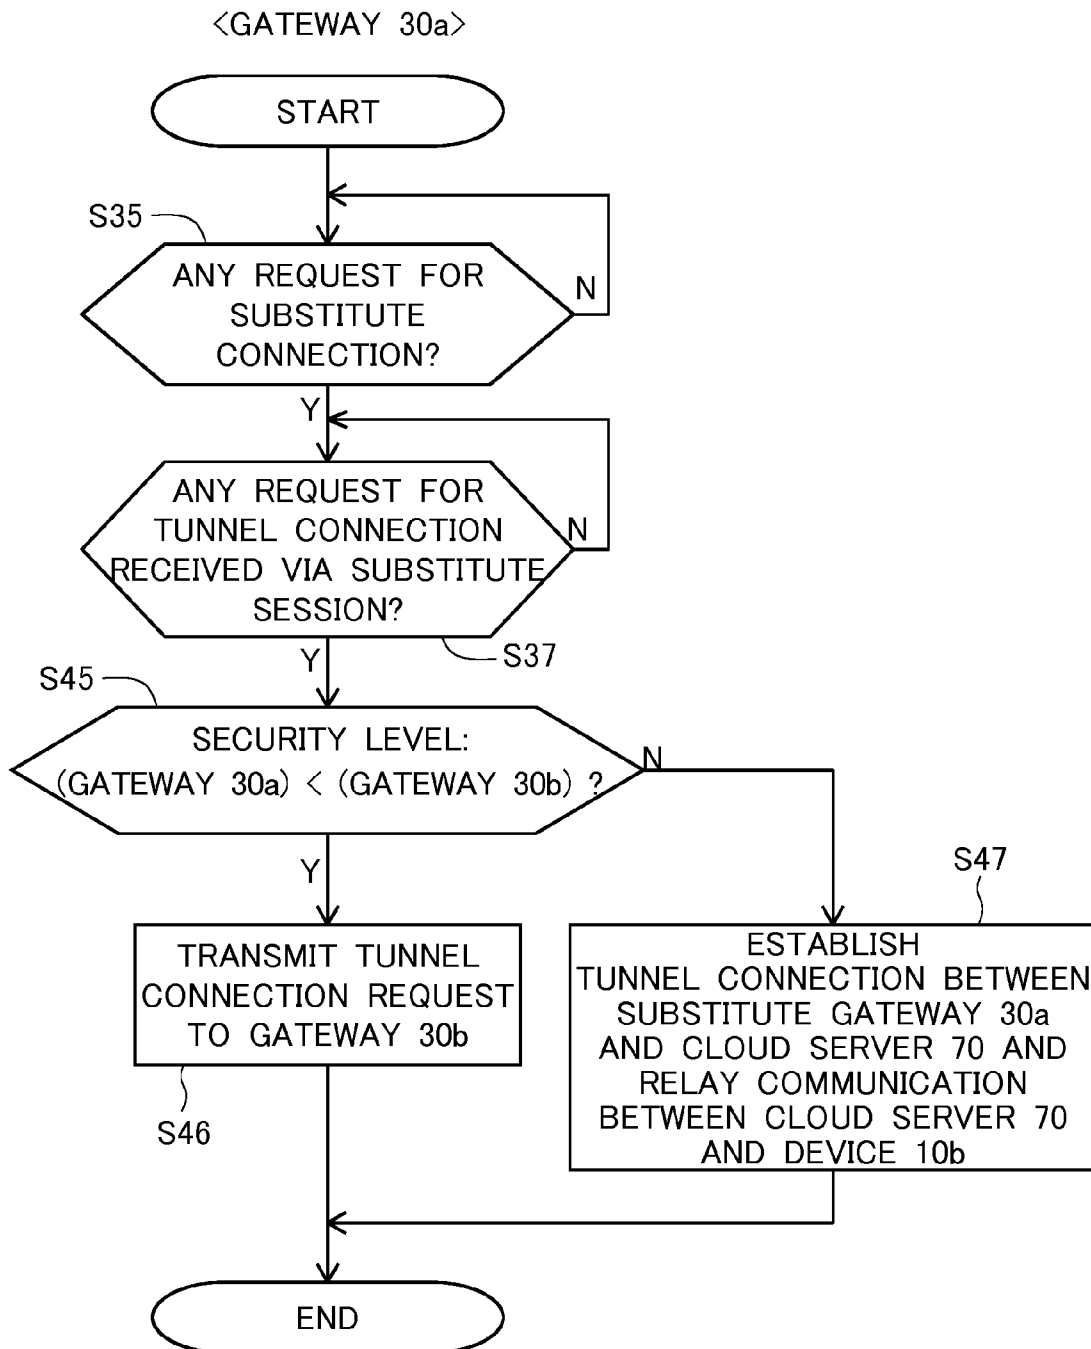 <GATEWAY 30a>
START
S35
ANY REQUEST FOR
SUBSTITUTE
CONNECTION?
N
Y
ANY REQUEST FOR
TUNNEL CONNECTION
RECEIVED VIA SUBSTITUTE
SESSION?
N
S37
Y
S45
SECURITY LEVEL:
(GATEWAY 30a) < (GATEWAY 30b) ?
N
Y
S47
TRANSMIT TUNNEL
CONNECTION REQUEST
TO GATEWAY 30b
S46
ESTABLISH
TUNNEL CONNECTION BETWEEN
SUBSTITUTE GATEWAY 30a
AND CLOUD SERVER 70 AND
RELAY COMMUNICATION
BETWEEN CLOUD SERVER 70
AND DEVICE 10b
END